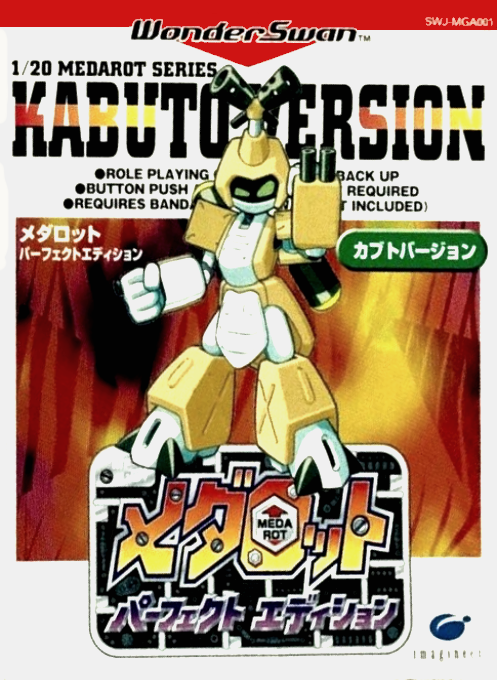 SWJ-MGA001
WonderSwan TM
1/20 MEDAROT SERIES
KABUTO VERSION
●ROLE PLAYING BACK UP
●BUTTON PUSH REQUIRED
●REQUIRES BANDA T INCLUDED)
メダロット
パーフェクトエディション
カブトバージョン
メダロット
MEDA
ROT
パーフェクト エディション
imagineer